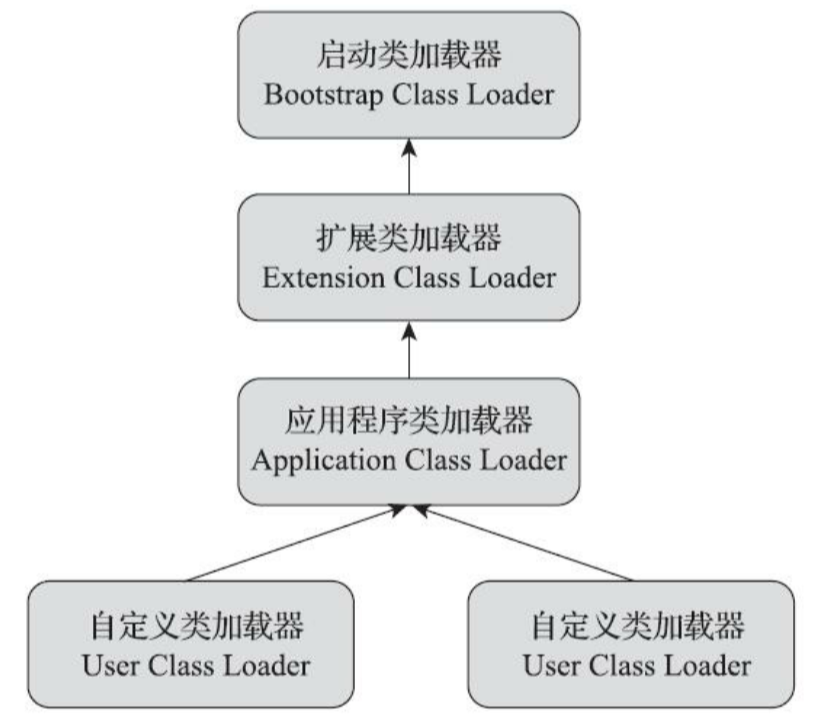 启动类加载器
Bootstrap Class Loader
扩展类加载器
Extension Class Loader
应用程序类加载器
Application Class Loader
自定义类加载器
User Class Loader
自定义类加载器
User Class Loader